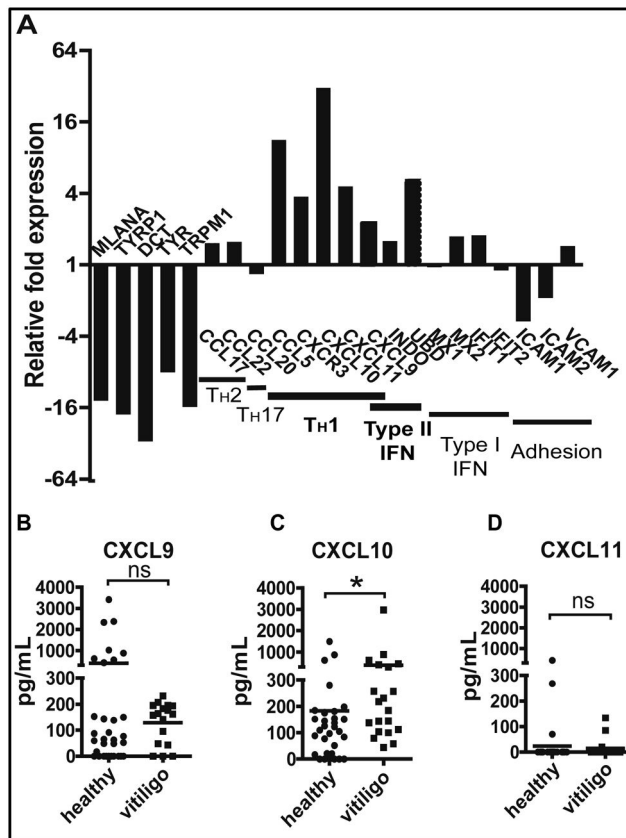 A
Relative fold expression
64
16
4
1
-4
-16
-64
MLANA
TYRP1
DCT
TYR
TRPM1
CCL17
CCL22
CCL20
CCL5
CXCR3
CXCL10
CXCL11
CXCL9
INDO
UBD
MX1
MX2
IFIT1
IFIT2
ICAM1
ICAM2
VCAM1
TH2
TH17
TH1
Type II
IFN
Type I
IFN
Adhesion
B
CXCL9
ns
pg/mL
4000
3000
2000
1000
300
200
100
0
healthy
vitiligo
C
CXCL10
*
pg/mL
4000
3000
2000
1000
300
200
100
0
healthy
vitiligo
D
CXCL11
ns
pg/mL
4000
3000
2000
1000
300
200
100
0
healthy
vitiligo